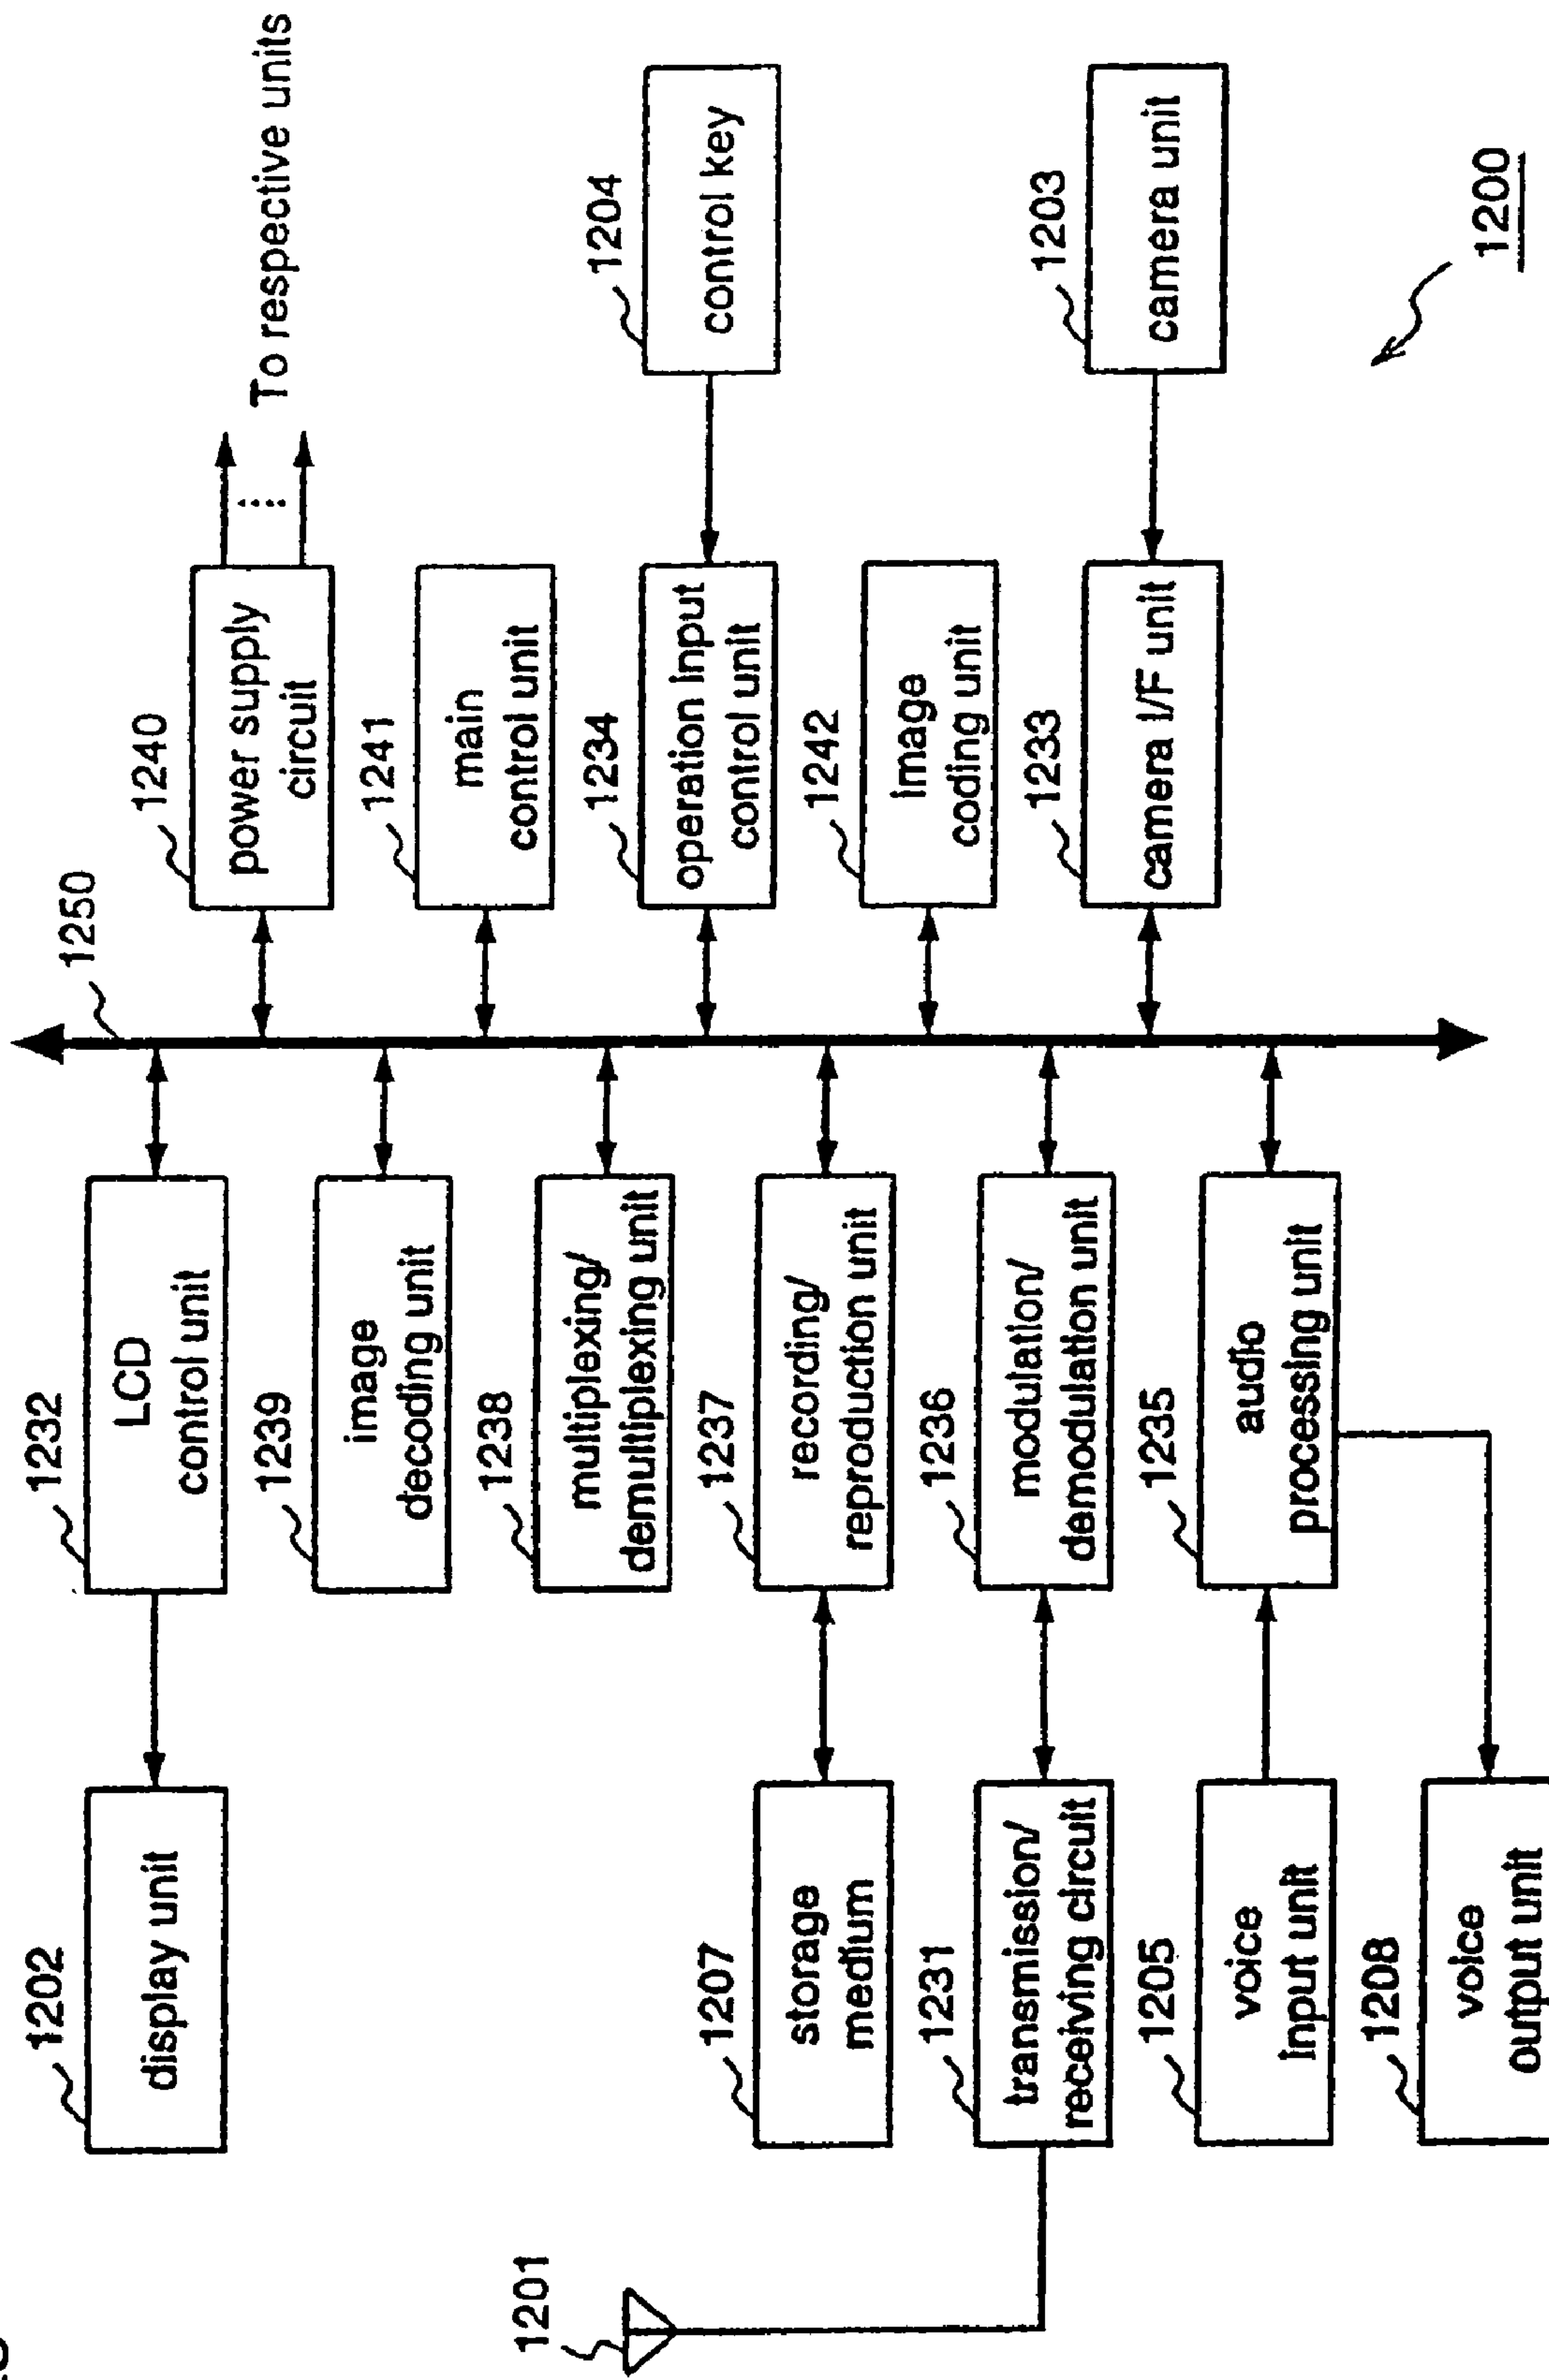 1202
display unit
1232
LCD
control unit
1250
1240
power supply
circuit
To respective units
1239
image
decoding unit
1241
main
control unit
1201
1238
multiplexing/
demultiplexing unit
1234
operation input
control unit
1204
control key
1207
storage
medium
1237
recording/
reproduction unit
1242
image
coding unit
1231
transmission/
receiving circuit
1236
modulation/
demodulation unit
1233
camera I/F unit
1203
camera unit
1205
voice
input unit
1235
audio
processing unit
1208
voice
output unit
1200